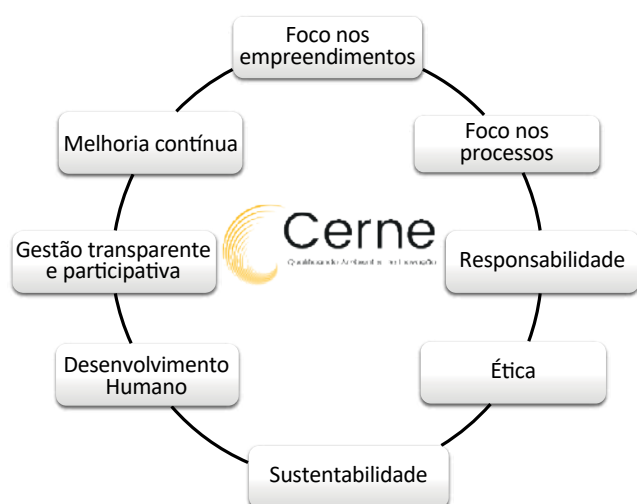 Foco nos
empreendimentos
Foco nos
processos
Responsabilidade
Ética
Sustentabilidade
Desenvolvimento
Humano
Gestão transparente
e participativa
Melhoria contínua
Cerne